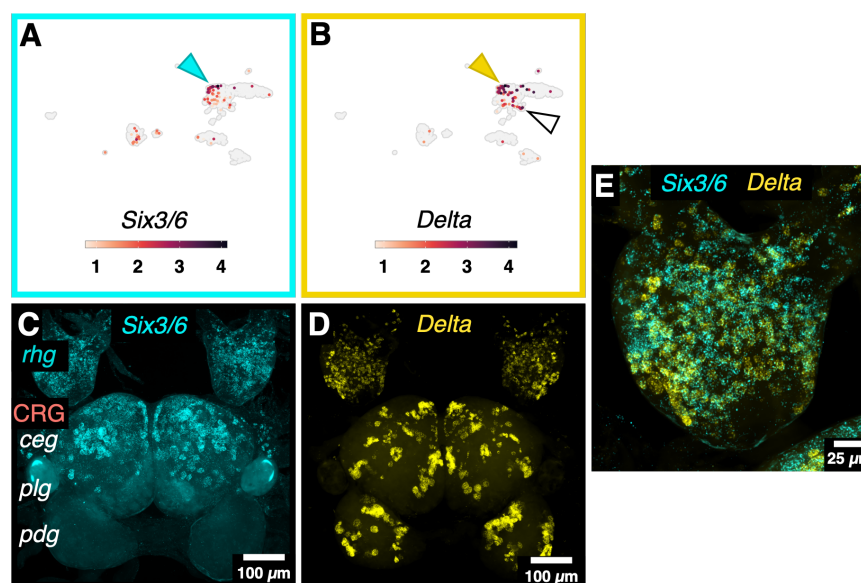 A
Six3/6
1 2 3 4
B
Delta
1 2 3 4
C
Six3/6
rhg
CRG
ceg
plg
pdg
100 µm
D
Delta
100 µm
E
Six3/6 Delta
25 µm